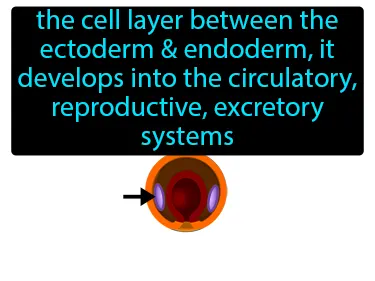 the cell layer between the
ectoderm & endoderm, it
develops into the circulatory,
reproductive, excretory
systems